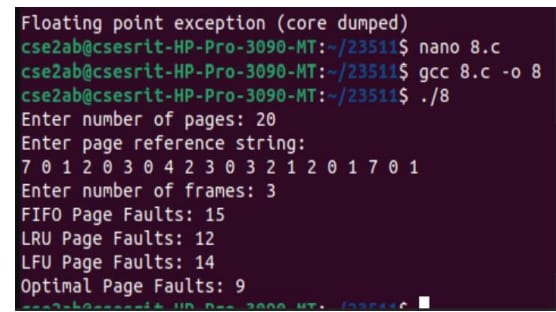 Floating point exception (core dumped)
cse2ab@csesrit-HP-Pro-3090-MT:~/23511$ nano 8.c
cse2ab@csesrit-HP-Pro-3090-MT:~/23511$ gcc 8.c -o 8
cse2ab@csesrit-HP-Pro-3090-MT:~/23511$ ./8
Enter number of pages: 20
Enter page reference string:
7 0 1 2 0 3 0 4 2 3 0 3 2 1 2 0 1 7 0 1
Enter number of frames: 3
FIFO Page Faults: 15
LRU Page Faults: 12
LFU Page Faults: 14
Optimal Page Faults: 9